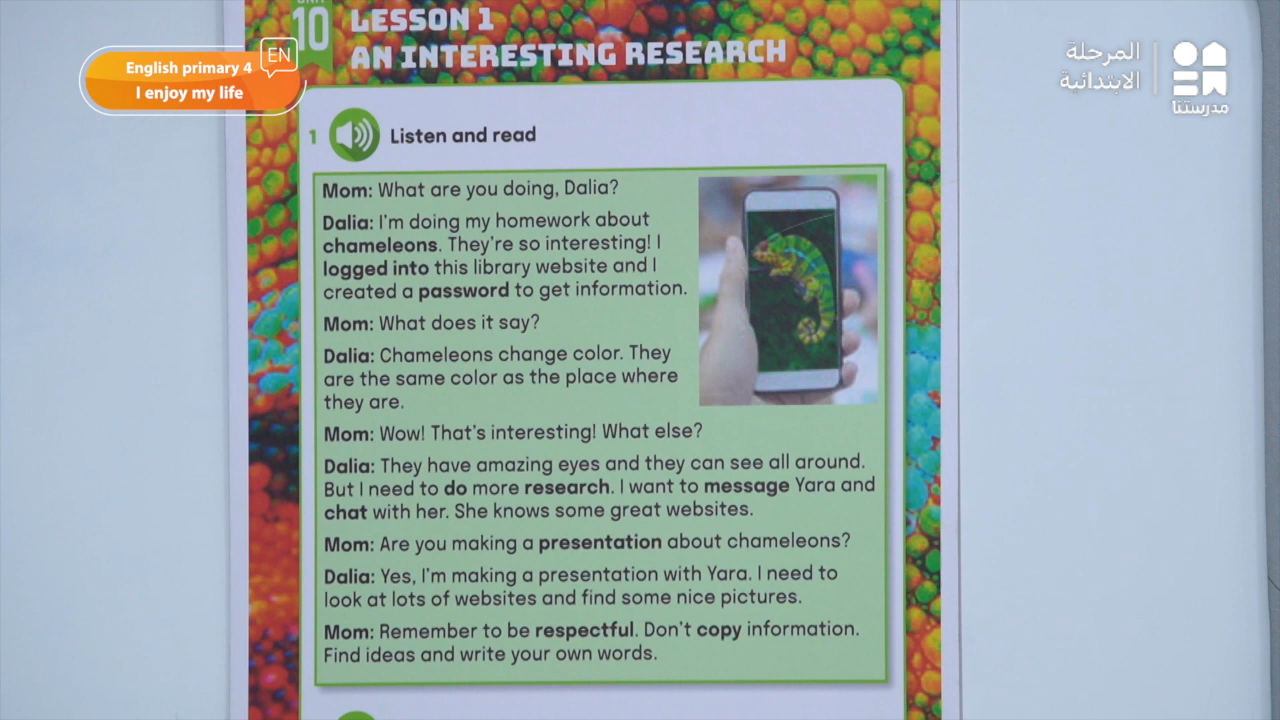 UNIT
10
LESSON 1
AN INTERESTING RESEARCH
English primary 4
EN
I enjoy my life
المرحلة
الابتدائية
مدرستنا
1 Listen and read
Mom: What are you doing, Dalia?
Dalia: I'm doing my homework about
chameleons. They're so interesting! I
logged into this library website and I
created a password to get information.
Mom: What does it say?
Dalia: Chameleons change color. They
are the same color as the place where
they are.
Mom: Wow! That's interesting! What else?
Dalia: They have amazing eyes and they can see all around.
But I need to do more research. I want to message Yara and
chat with her. She knows some great websites.
Mom: Are you making a presentation about chameleons?
Dalia: Yes, I'm making a presentation with Yara. I need to
look at lots of websites and find some nice pictures.
Mom: Remember to be respectful. Don't copy information.
Find ideas and write your own words.